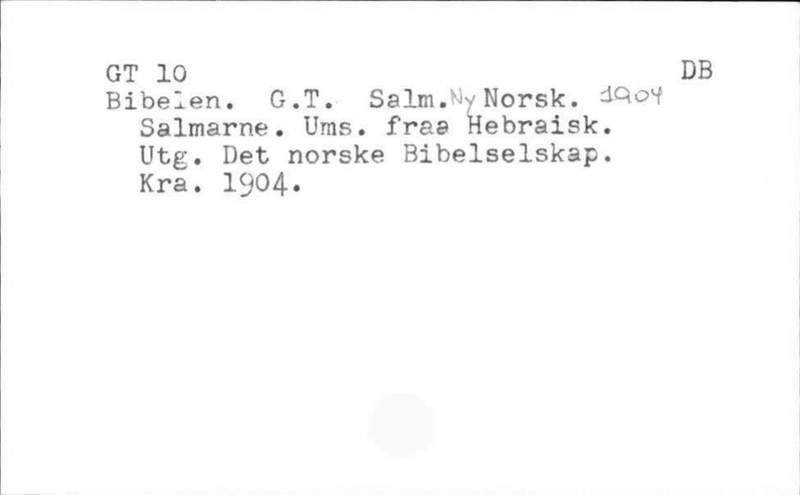 GT 10 DB
Bibelen. G.T. Salm. Ny Norsk. 1904
Salmarne. Ums. fraa Hebraisk.
Utg. Det norske Bibelselskap.
Kra. 1904.